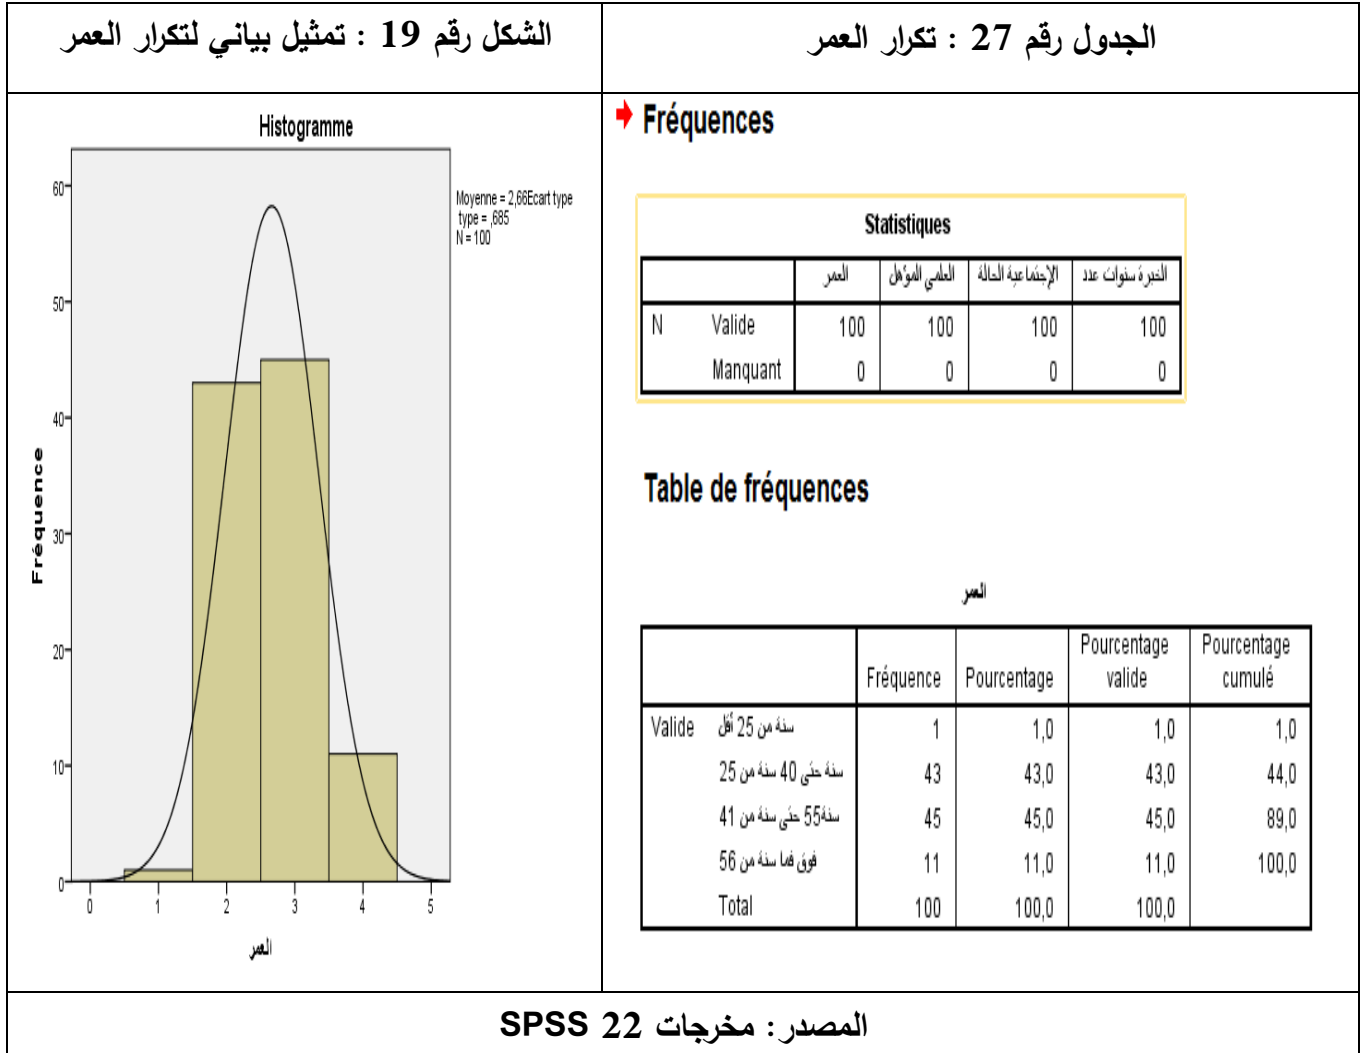 الجدول رقم 27 : تكرار العمر
الشكل رقم 19 : تمثيل بياني لتكرار العمر
Fréquences
Statistiques
العمر العلمي المؤهل الإجتماعية الحالة الخبرة سنوات عدد
N Valide 100 100 100 100
Manquant 0 0 0 0
Table de fréquences
العمر
Fréquence Pourcentage Pourcentage valide Pourcentage cumulé
Valide سنة من 25 أقل 1 1,0 1,0 1,0
سنة حتى 40 سنة من 25 43 43,0 43,0 44,0
سنة55 حتى سنة من 41 45 45,0 45,0 89,0
فوق فما سنة من 56 11 11,0 11,0 100,0
Total 100 100,0 100,0
Histogramme
Moyenne = 2,66Ecart type
type = ,685
N = 100
Fréquence
60
50
40
30
20
10
0
0 1 2 3 4 5
العمر
المصدر: مخرجات SPSS 22